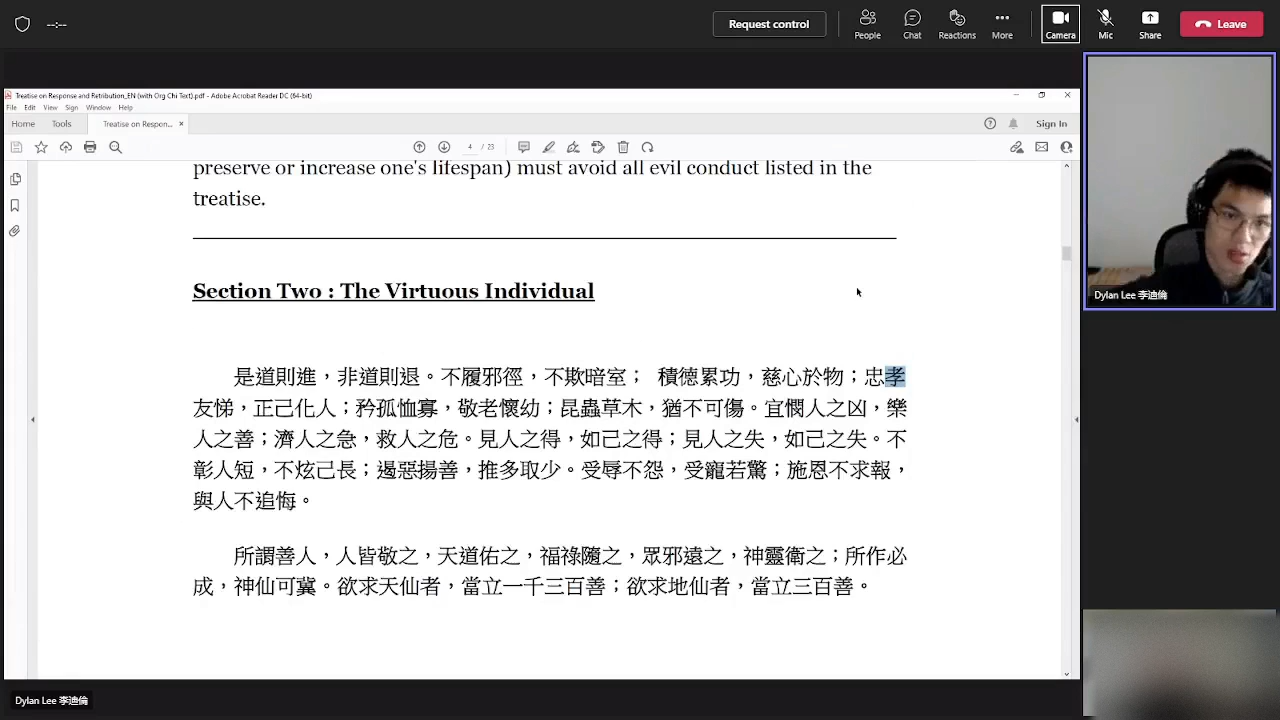 --:--
Request control
People
Chat
Reactions
More
Camera
Mic
Share
Leave
Treatise on Response and Retribution_EN (with Org Chi Text).pdf - Adobe Acrobat Reader DC (64-bit)
File Edit View Sign Window Help
Home Tools Treatise on Respon... ×
Sign In
4 / 23
preserve or increase one's lifespan) must avoid all evil conduct listed in the
treatise.
Section Two : The Virtuous Individual
是道則進，非道則退。不履邪徑，不欺暗室； 積德累功，慈心於物；忠孝
友悌，正己化人；矜孤恤寡，敬老懷幼；昆蟲草木，猶不可傷。宜憫人之凶，樂
人之善；濟人之急，救人之危。見人之得，如己之得；見人之失，如己之失。不
彰人短，不炫己長；遏惡揚善，推多取少。受辱不怨，受寵若驚；施恩不求報，
與人不追悔。
所謂善人，人皆敬之，天道佑之，福祿隨之，眾邪遠之，神靈衛之；所作必
成，神仙可冀。欲求天仙者，當立一千三百善；欲求地仙者，當立三百善。
Dylan Lee 李迪倫
Dylan Lee 李迪倫